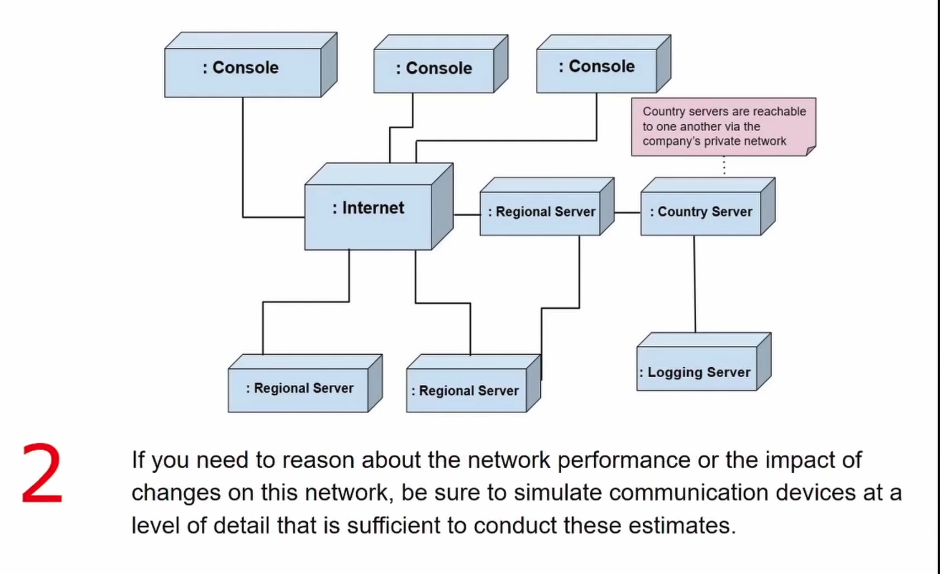 : Console
: Console
: Console
Country servers are reachable
to one another via the
company's private network
: Internet
: Regional Server
: Country Server
: Regional Server
: Regional Server
: Logging Server
2
If you need to reason about the network performance or the impact of
changes on this network, be sure to simulate communication devices at a
level of detail that is sufficient to conduct these estimates.